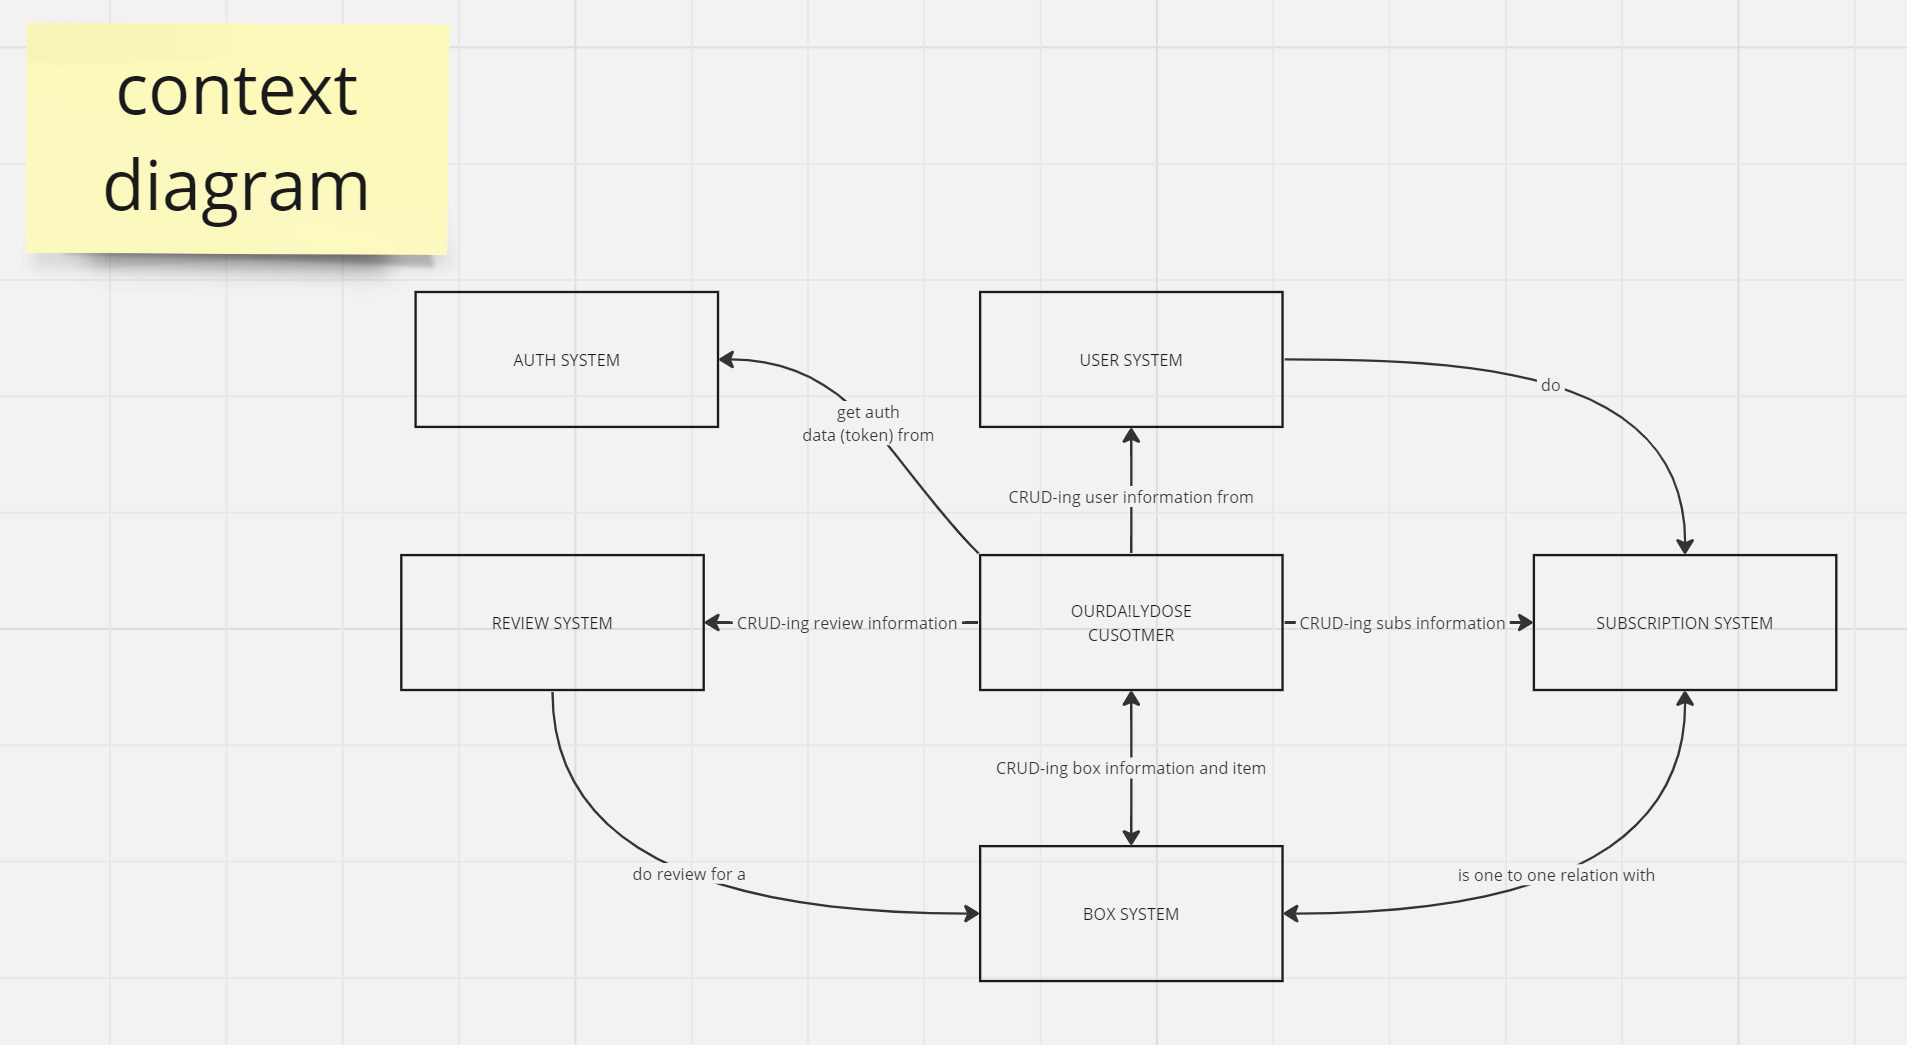 context
diagram
AUTH SYSTEM
USER SYSTEM
do
get auth
data (token) from
CRUD-ing user information from
REVIEW SYSTEM
CRUD-ing review information
OURDA!LYDOSE
CUSOTMER
CRUD-ing subs information
SUBSCRIPTION SYSTEM
CRUD-ing box information and item
do review for a
is one to one relation with
BOX SYSTEM